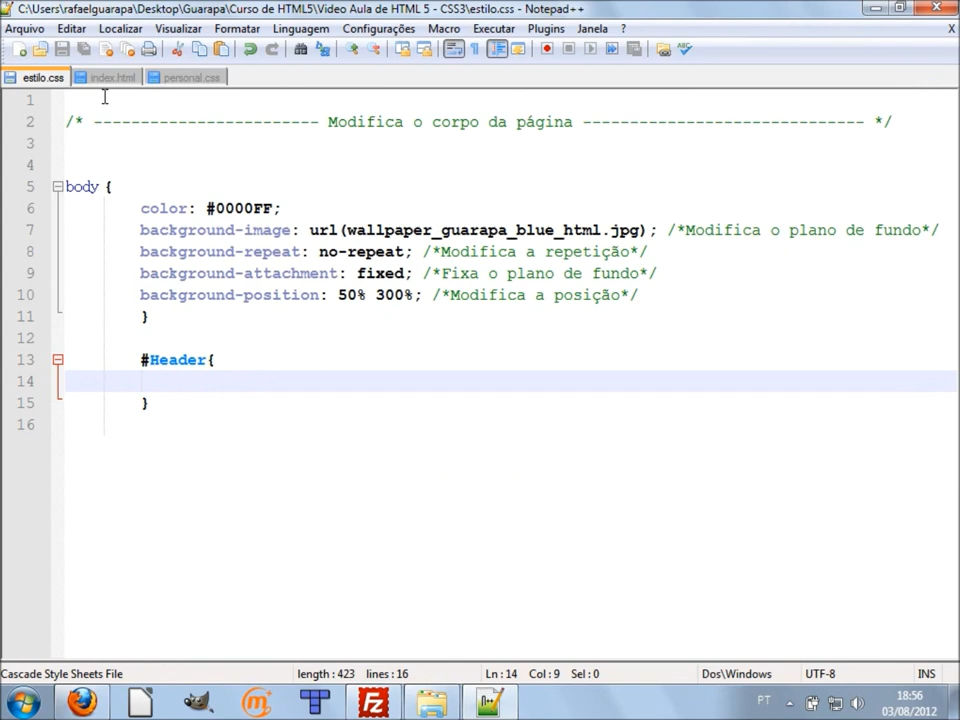 C:\Users\rafaelguarapa\Desktop\Guarapa\Curso de HTML5\Video Aula de HTML 5 - CSS3\estilo.css - Notepad++
Arquivo Editar Localizar Visualizar Formatar Linguagem Configurações Macro Executar Plugins Janela ? X
estilo.css index.html personal.css
1
2 /* ------------------------ Modifica o corpo da página ------------------------------ */
3
4
5 body {
6 color: #0000FF;
7 background-image: url(wallpaper_guarapa_blue_html.jpg); /*Modifica o plano de fundo*/
8 background-repeat: no-repeat; /*Modifica a repetição*/
9 background-attachment: fixed; /*Fixa o plano de fundo*/
10 background-position: 50% 300%; /*Modifica a posição*/
11 }
12
13 #Header{
14
15 }
16
Cascade Style Sheets File length : 423 lines : 16 Ln : 14 Col : 9 Sel : 0 Dos\Windows UTF-8 INS
PT 18:56
03/08/2012